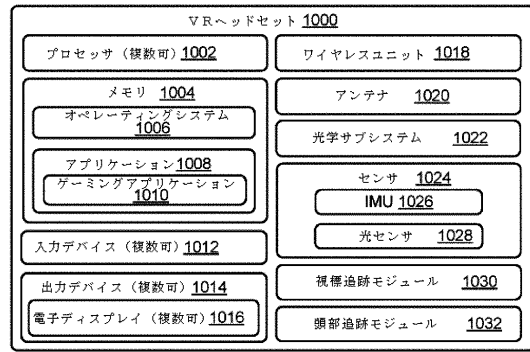 VRヘッドセット 1000
プロセッサ（複数可）1002
メモリ 1004
オペレーティングシステム
1006
アプリケーション1008
ゲーミングアプリケーション
1010
入力デバイス（複数可）1012
出力デバイス（複数可）1014
電子ディスプレイ（複数可）1016
ワイヤレスユニット 1018
アンテナ 1020
光学サブシステム 1022
センサ 1024
IMU 1026
光センサ 1028
視標追跡モジュール 1030
頭部追跡モジュール 1032